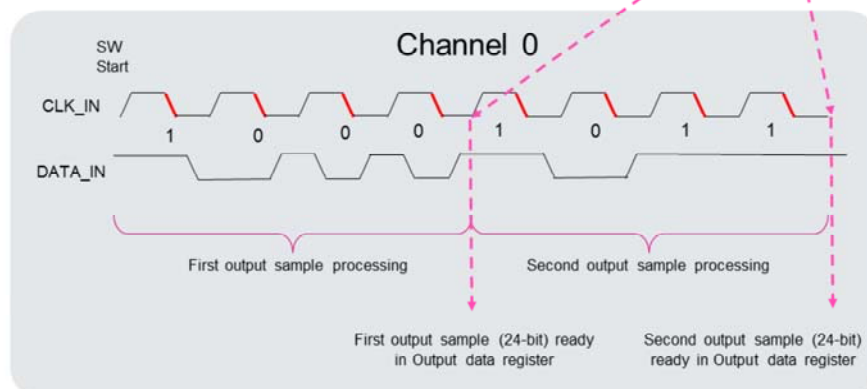 Channel 0
SW
Start
CLK_IN
1 0 0 0 1 0 1 1
DATA_IN
First output sample processing
Second output sample processing
First output sample (24-bit) ready
in Output data register
Second output sample (24-bit)
ready in Output data register